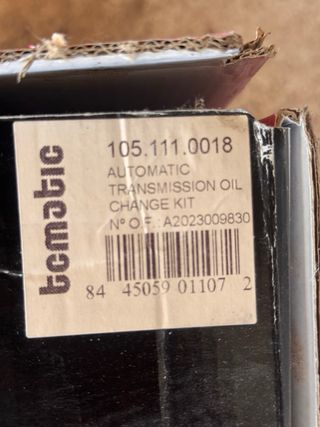 tcmatic
105.111.0018
AUTOMATIC
TRANSMISSION OIL
CHANGE KIT
Nº O.F.: A2023009830
84 45059 01107 2